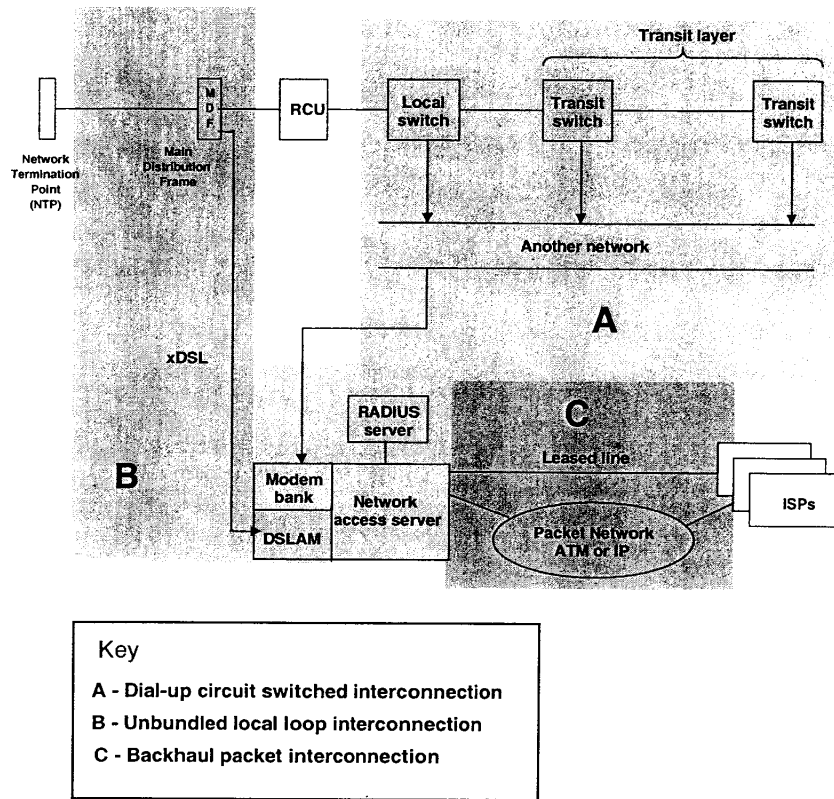 Transit layer
M
D
F
RCU
Local
switch
Transit
switch
Transit
switch
Network
Termination
Point
(NTP)
Main
Distribution
Frame
Another network
A
xDSL
RADIUS
server
C
Leased line
B
Modem
bank
Network
access server
ISPs
DSLAM
Packet Network
ATM or IP
Key
A - Dial-up circuit switched interconnection
B - Unbundled local loop interconnection
C - Backhaul packet interconnection